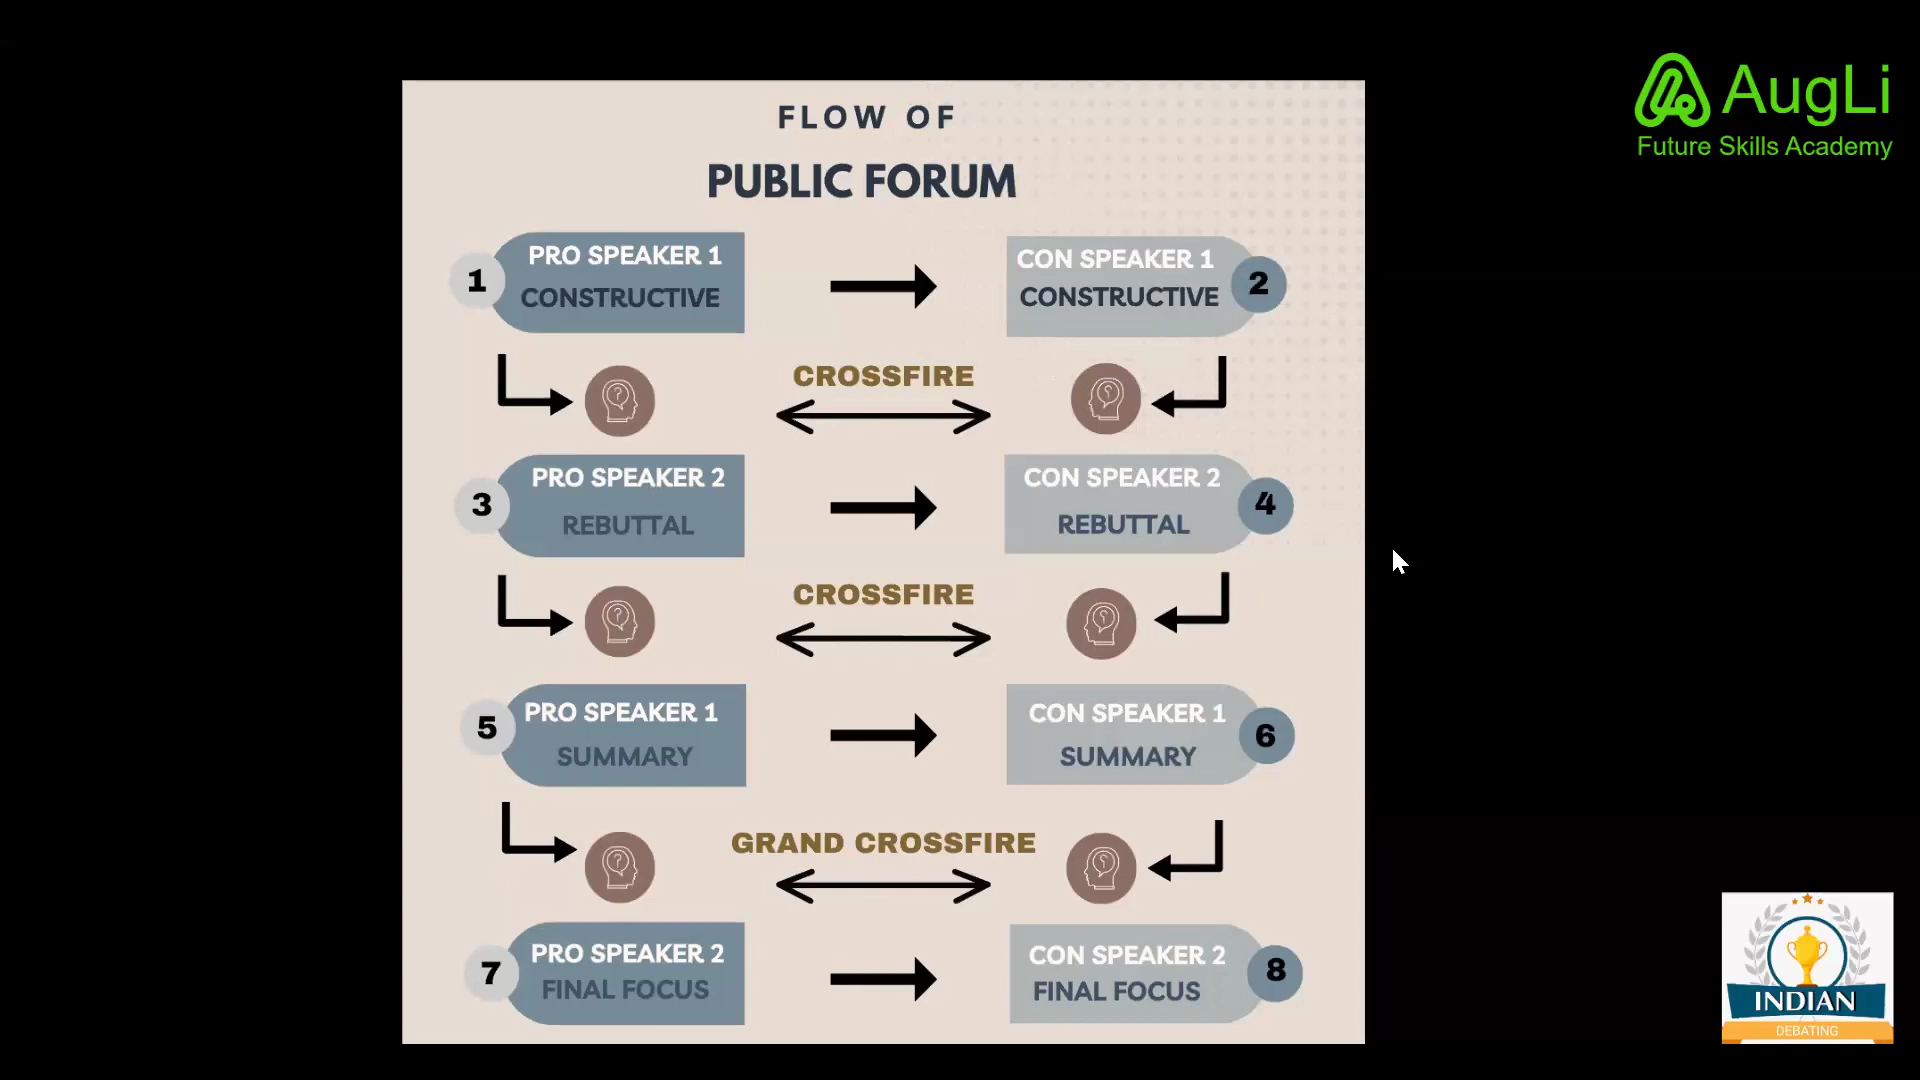 FLOW OF
PUBLIC FORUM
1 PRO SPEAKER 1
CONSTRUCTIVE
CON SPEAKER 1 2
CONSTRUCTIVE
CROSSFIRE
3 PRO SPEAKER 2
REBUTTAL
CON SPEAKER 2 4
REBUTTAL
CROSSFIRE
5 PRO SPEAKER 1
SUMMARY
CON SPEAKER 1 6
SUMMARY
GRAND CROSSFIRE
7 PRO SPEAKER 2
FINAL FOCUS
CON SPEAKER 2 8
FINAL FOCUS
AugLi
Future Skills Academy
INDIAN
DEBATING